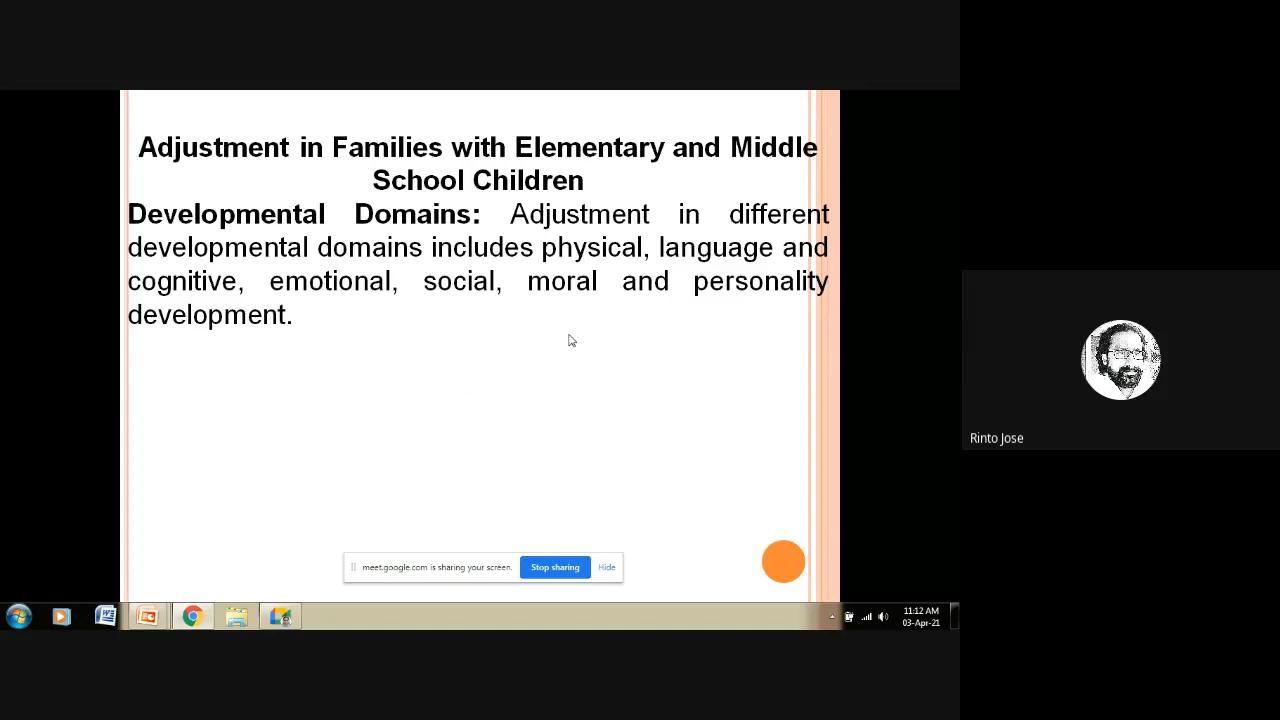 Adjustment in Families with Elementary and Middle
School Children
Developmental Domains: Adjustment in different
developmental domains includes physical, language and
cognitive, emotional, social, moral and personality
development.
Rinto Jose
meet.google.com is sharing your screen. Stop sharing Hide
11:12 AM
03-Apr-21